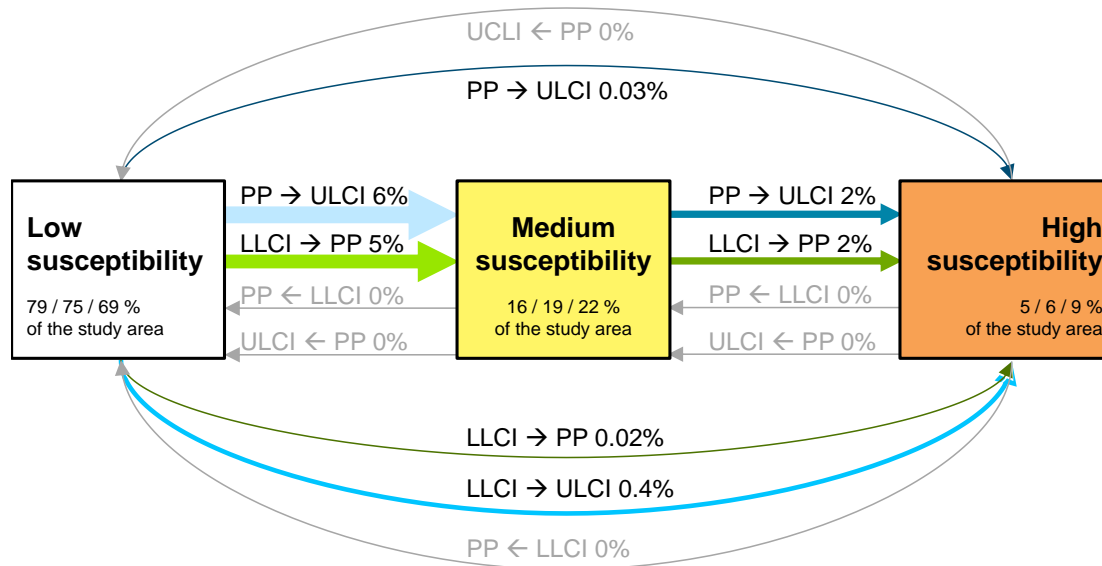 UCLI ← PP 0%
PP → ULCI 0.03%
PP → ULCI 6%
LLCI → PP 5%
PP ← LLCI 0%
ULCI ← PP 0%
Low
susceptibility
79 / 75 / 69 %
of the study area
Medium
susceptibility
16 / 19 / 22 %
of the study area
PP → ULCI 2%
LLCI → PP 2%
PP ← LLCI 0%
ULCI ← PP 0%
High
susceptibility
5 / 6 / 9 %
of the study area
LLCI → PP 0.02%
LLCI → ULCI 0.4%
PP ← LLCI 0%